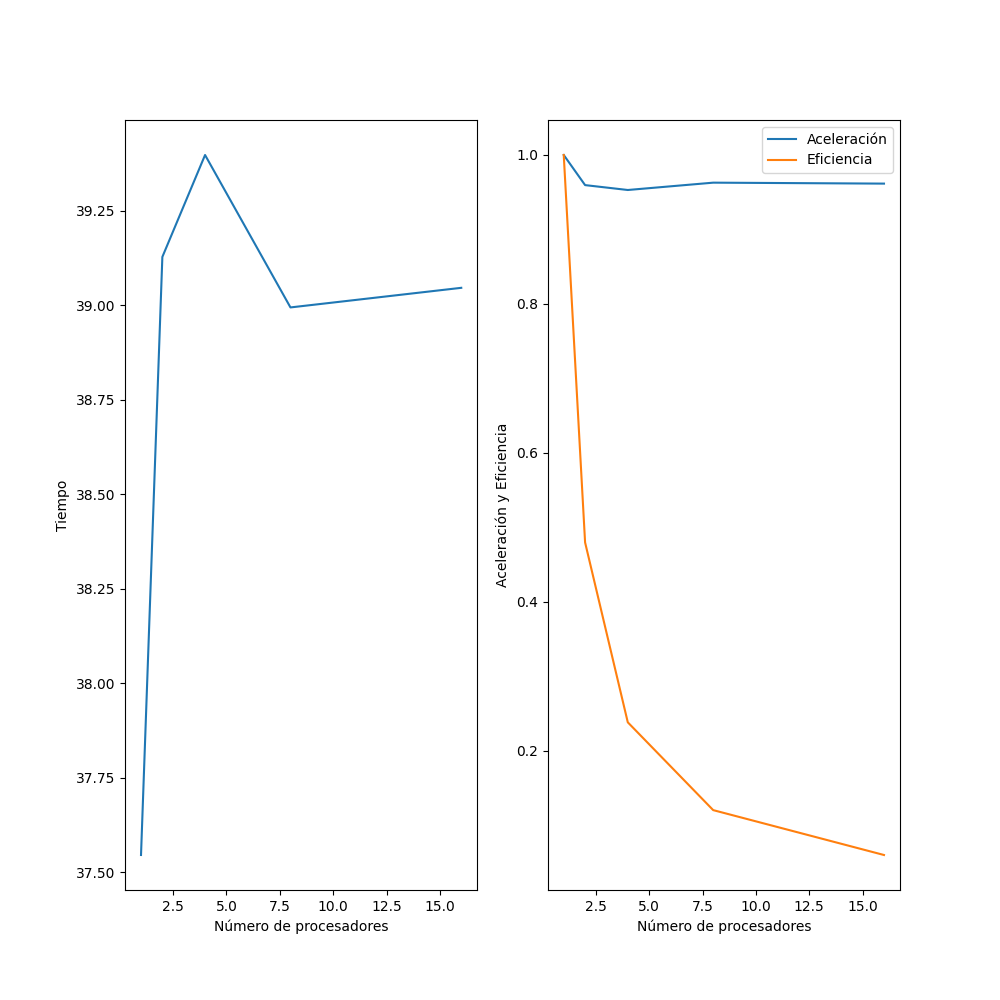 39.25
39.00
38.75
38.50
38.25
38.00
37.75
37.50
Tiempo
2.5 5.0 7.5 10.0 12.5 15.0
Número de procesadores
Aceleración
Eficiencia
1.0
0.8
0.6
0.4
0.2
Aceleración y Eficiencia
2.5 5.0 7.5 10.0 12.5 15.0
Número de procesadores